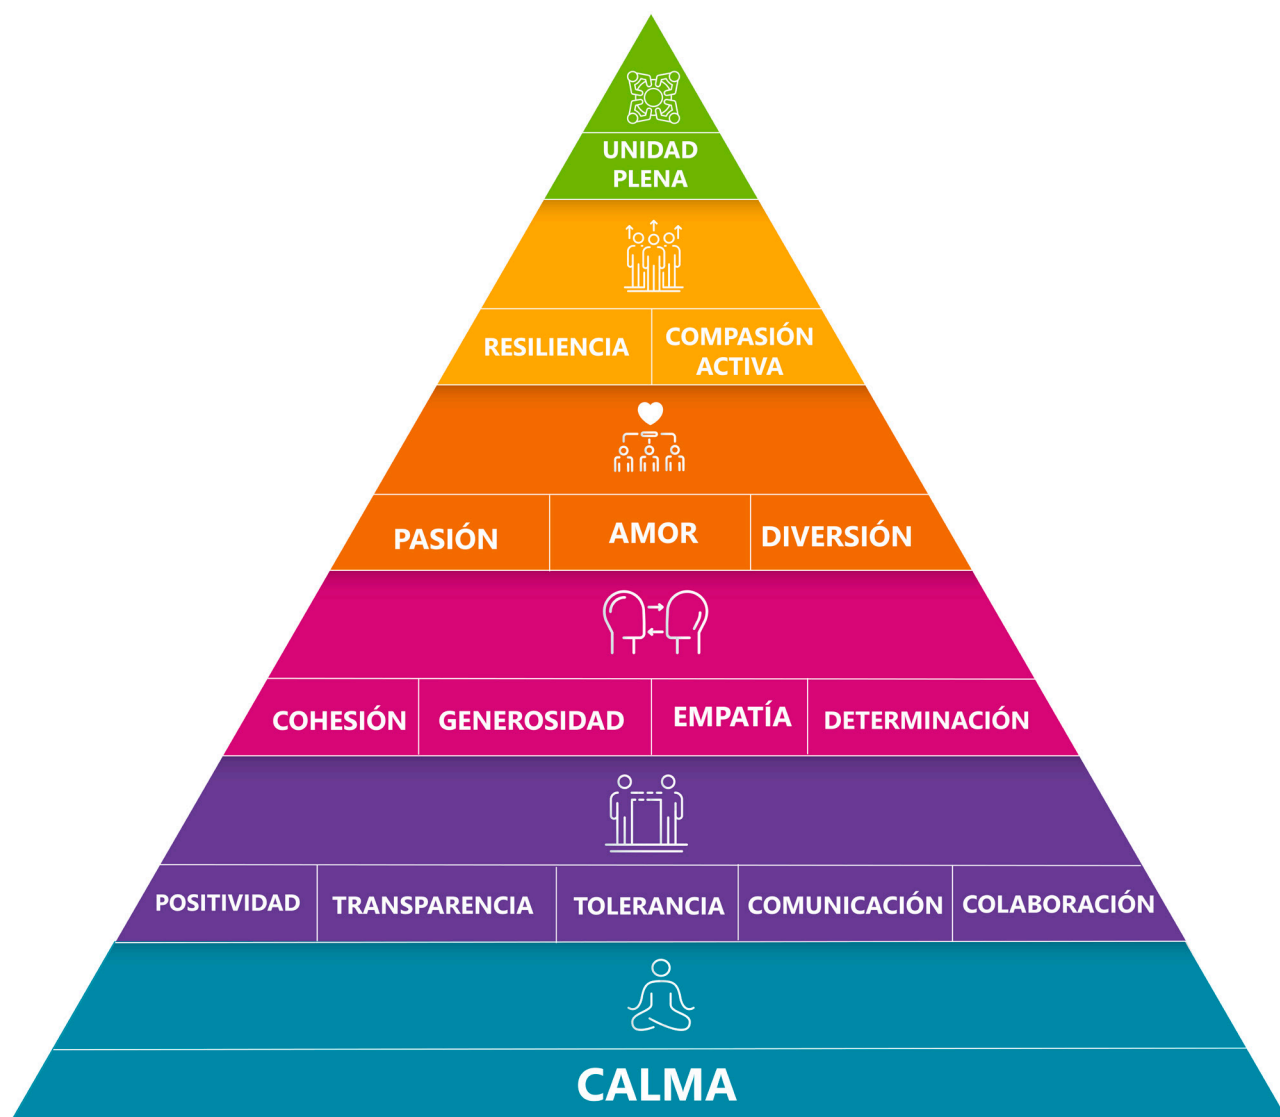 UNIDAD
PLENA
RESILIENCIA
COMPASIÓN
ACTIVA
PASIÓN
AMOR
DIVERSIÓN
COHESIÓN
GENEROSIDAD
EMPATÍA
DETERMINACIÓN
POSITIVIDAD
TRANSPARENCIA
TOLERANCIA
COMUNICACIÓN
COLABORACIÓN
CALMA